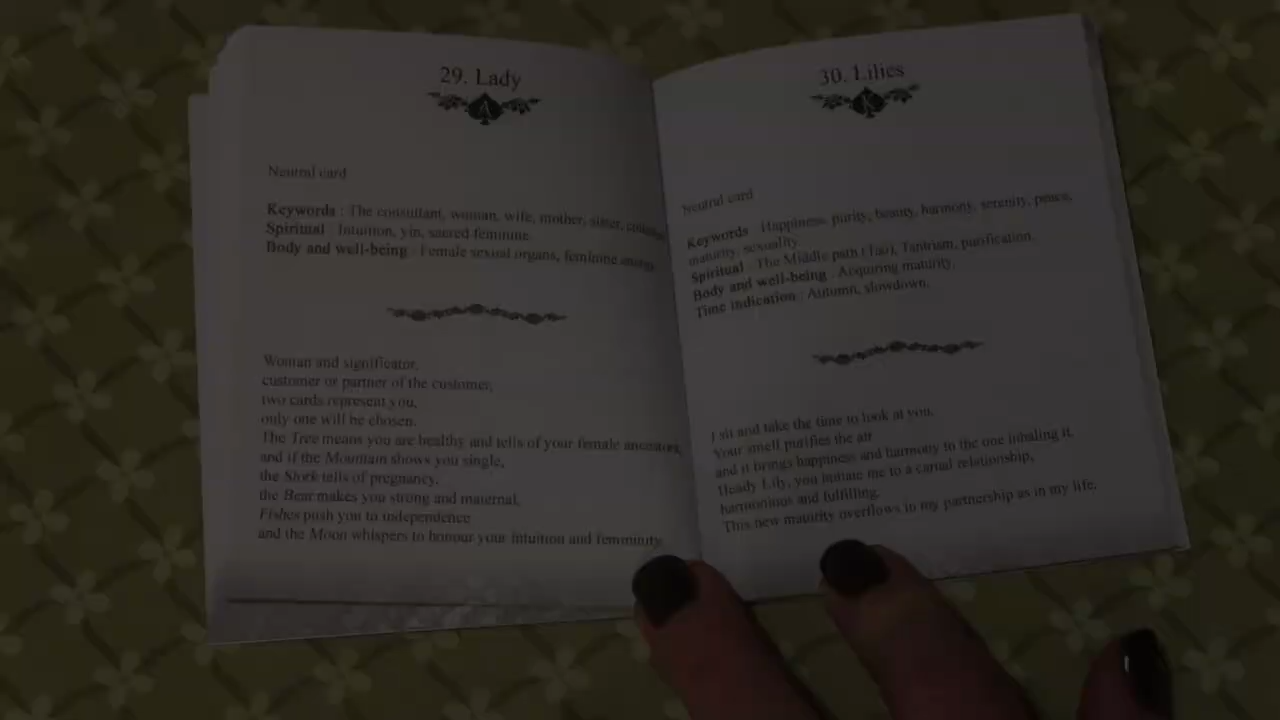 29. Lady
A
Neutral card
Keywords : The consultant, woman, wife, mother, sister,
Spiritual : Intuition, yin, sacred feminine.
Body and well-being : Female sexual organs, feminine energy.
Woman and significator,
customer or partner of the customer,
two cards represent you,
only one will be chosen.
The Tree means you are healthy and tells of your female ancestors,
and if the Mountain shows you single,
the Stork tells of pregnancy,
the Bear makes you strong and maternal,
Fishes push you to independence
and the Moon whispers to honour your intuition and femininity.
30. Lilies
K
Neutral card
Keywords : Happiness, purity, beauty, harmony, serenity, peace,
maturity, sexuality.
Spiritual : The Middle path (Tao), Tantrism, purification.
Body and well-being : Acquiring maturity.
Time indication : Autumn, slowdown.
I sit and take the time to look at you.
Your smell purifies the air
and it brings happiness and harmony to the one inhaling it.
Heady Lily, you initiate me to a carnal relationship,
harmonious and fulfilling.
This new maturity overflows in my partnership as in my life.